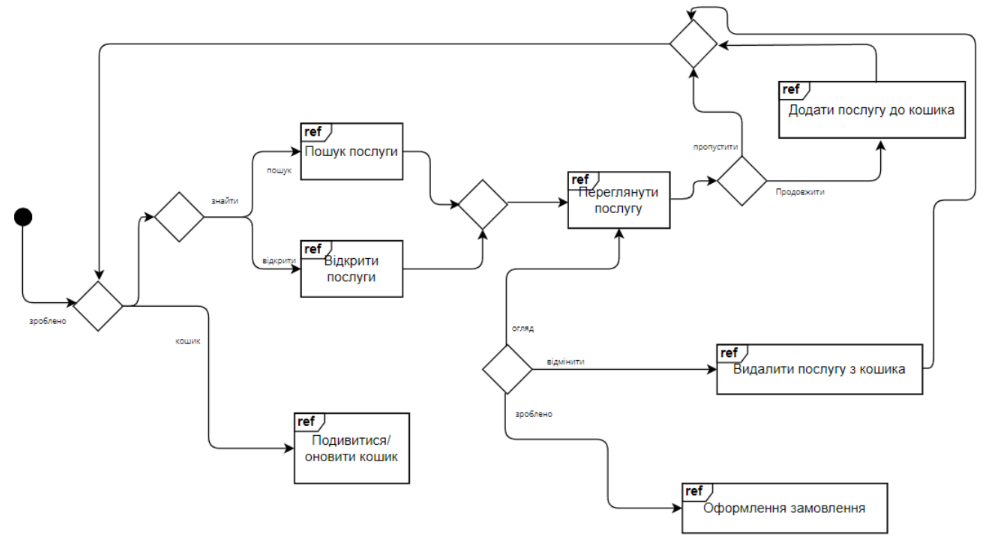 ref
Додати послугу до кошика
ref
Пошук послуги
пропустити
пошук
ref
Переглянути
послугу
Продовжити
знайти
ref
Відкрити
послуги
відкрити
зроблено
огляд
кошик
ref
Видалити послугу з кошика
відмінити
зроблено
ref
Подивитися/
оновити кошик
ref
Оформлення замовлення